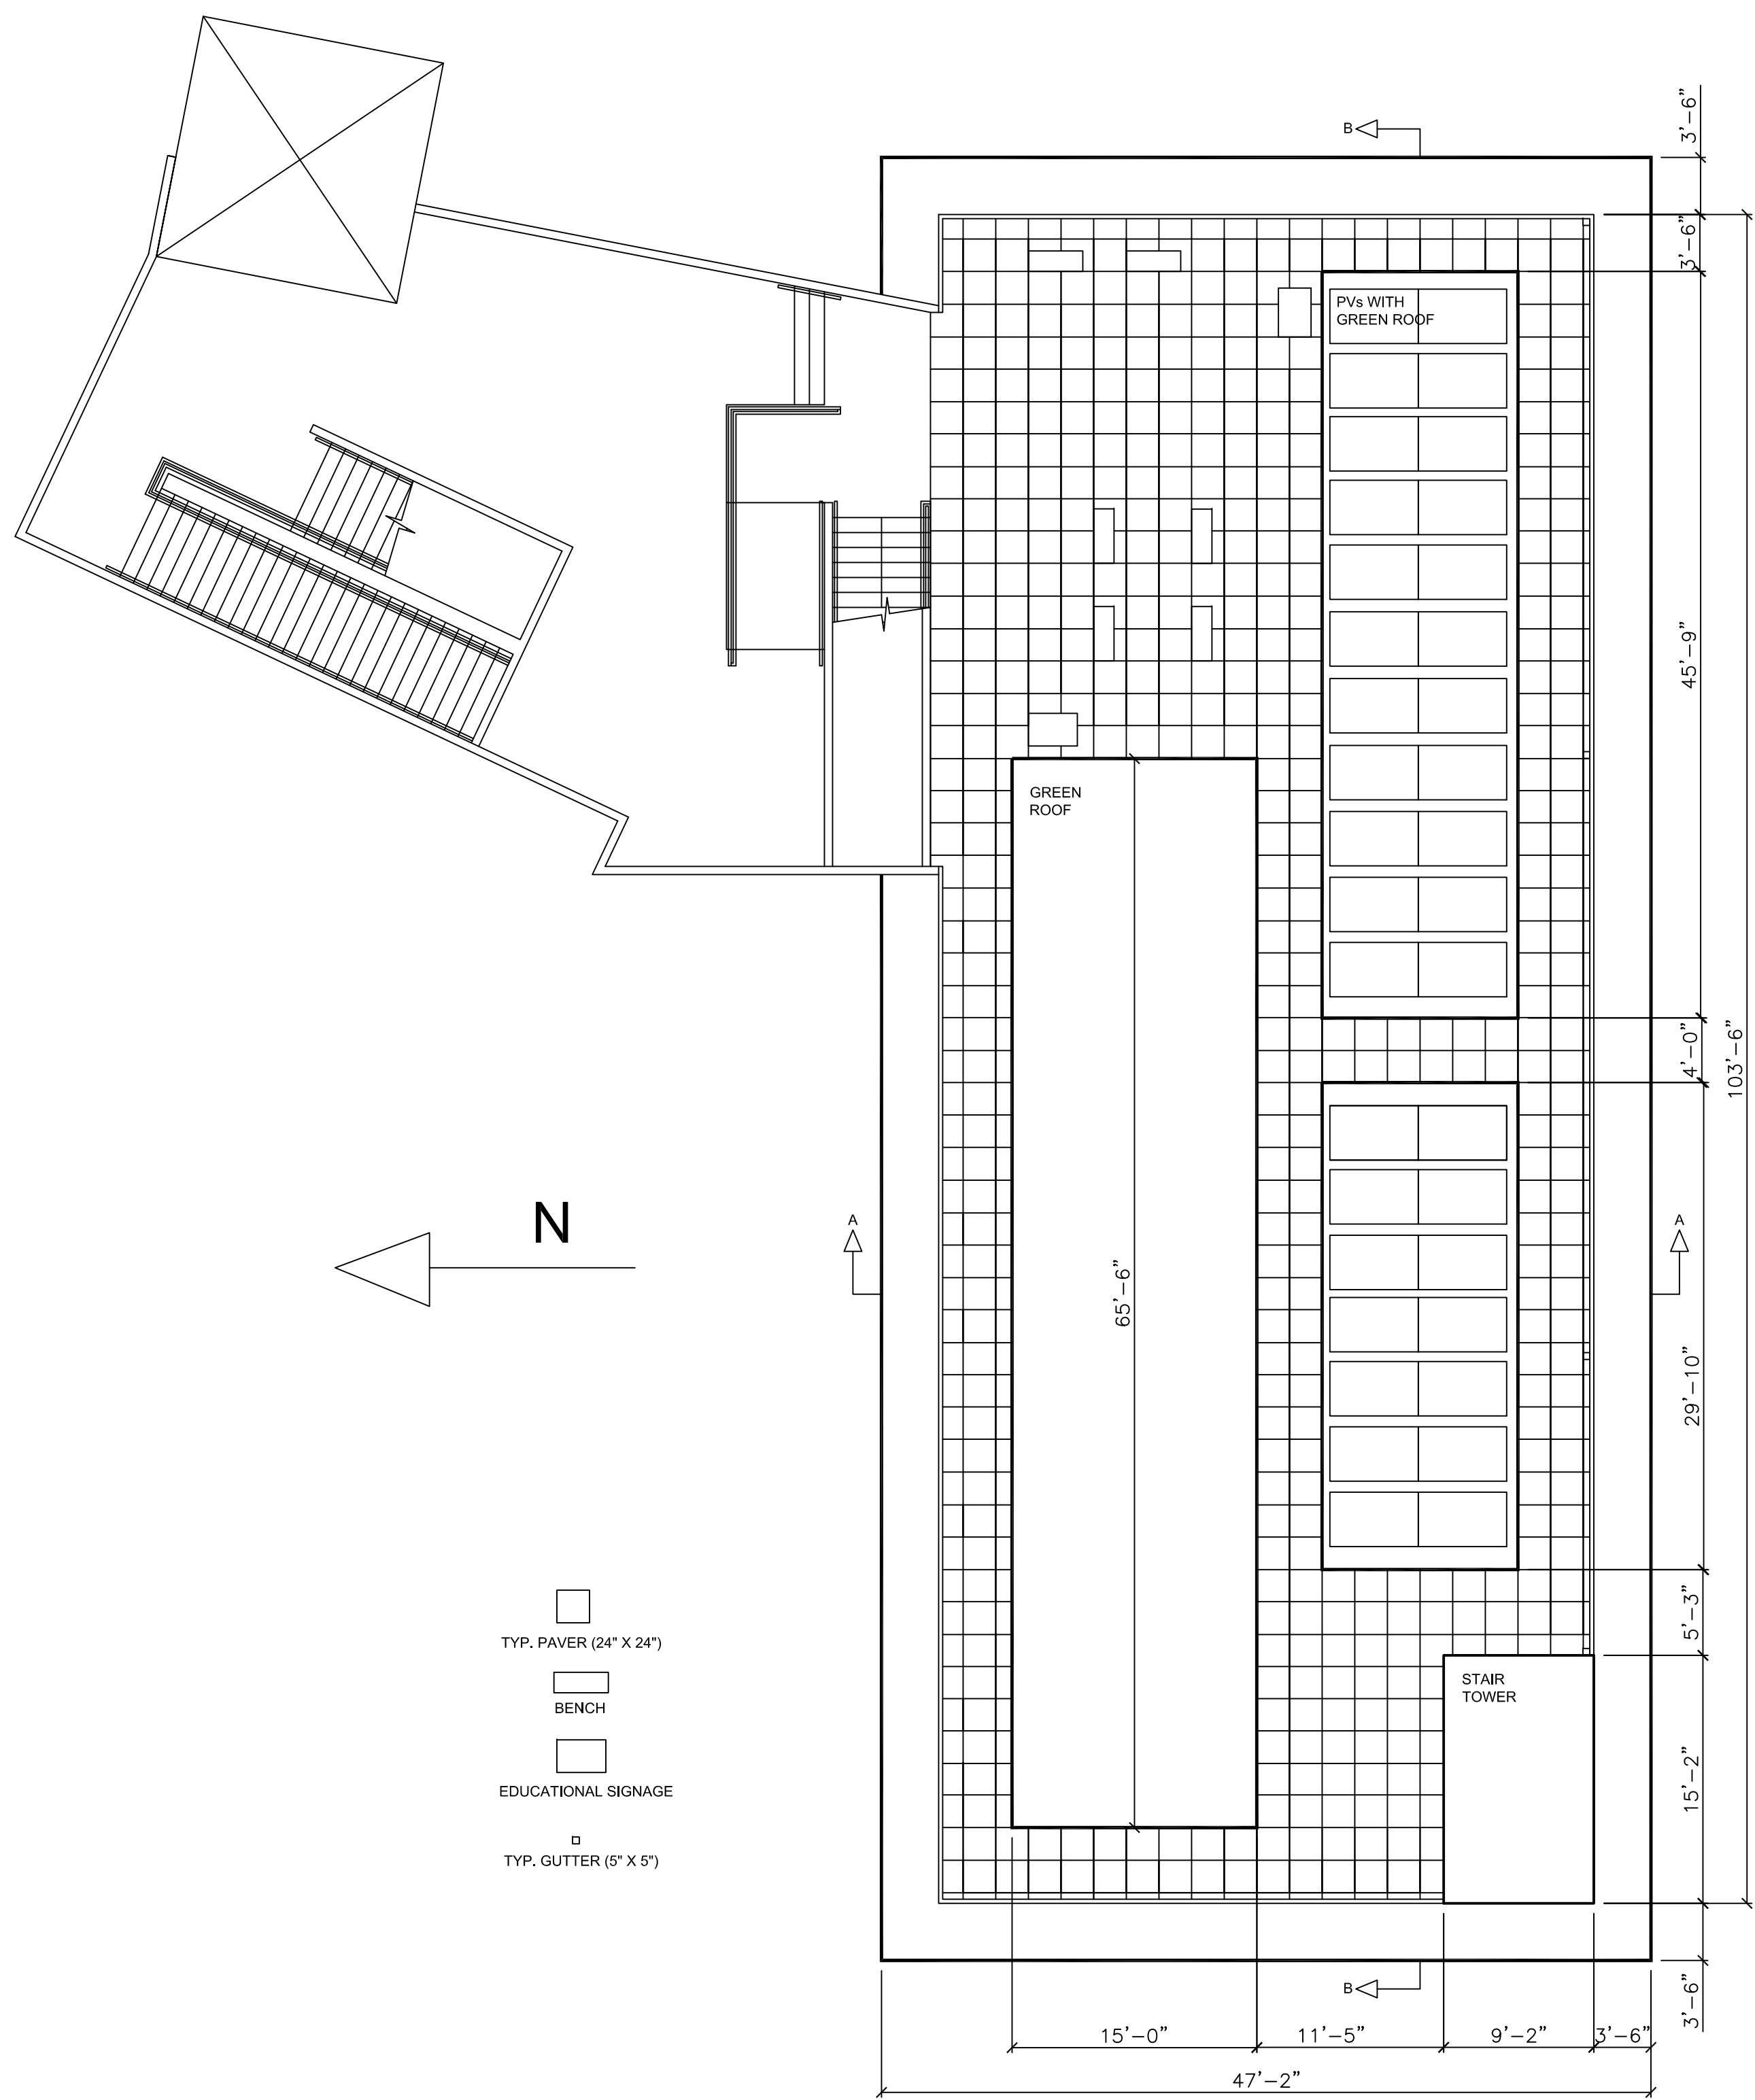 B
3’–6”
3’–6”
PVs WITH
GREEN ROOF
45’–9”
GREEN
ROOF
4’–0”
103’–6”
N
A
A
65’–6”
29’–10”
TYP. PAVER (24" X 24")
5’–3”
BENCH
STAIR
TOWER
EDUCATIONAL SIGNAGE
15’–2”
TYP. GUTTER (5" X 5")
B
3’–6”
15’–0”
11’–5”
9’–2”
3’–6”
47’–2”